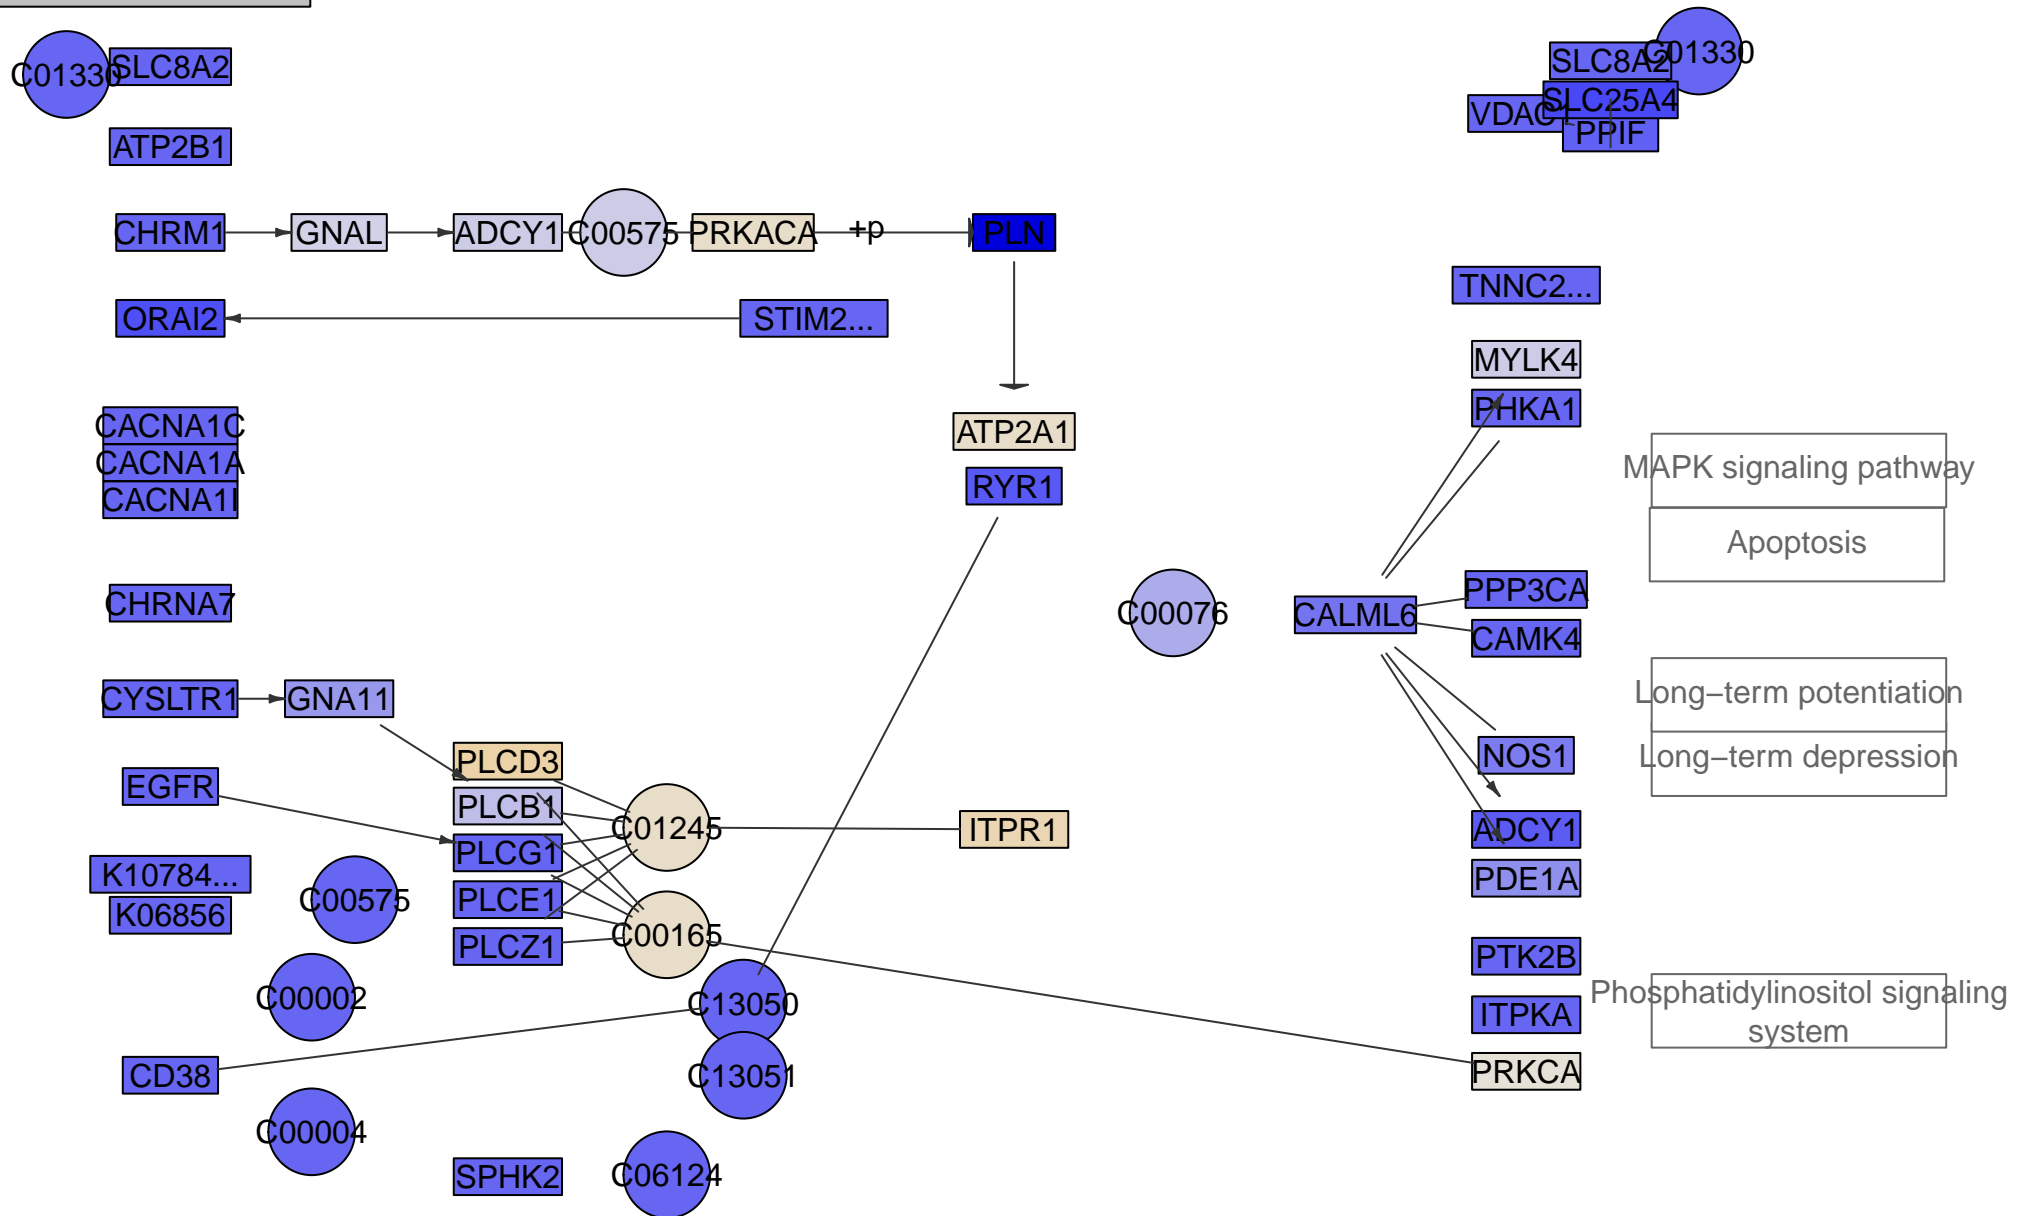 C01330
SLC8A2
SLC8A2
C01330
SLC25A4
VDAC1
PPIF
ATP2B1
CHRM1
GNAL
ADCY1
C00575
PRKACA
+p
PLN
TNNC2...
ORAI2
STIM2...
MYLK4
PHKA1
CACNA1C
CACNA1A
CACNA1I
ATP2A1
RYR1
MAPK signaling pathway
Apoptosis
CHRNA7
C00076
CALML6
PPP3CA
CAMK4
CYSLTR1
GNA11
Long−term potentiation
Long−term depression
NOS1
PLCD3
EGFR
PLCB1
C01245
ITPR1
ADCY1
PLCG1
PDE1A
K10784...
K06856
C00575
PLCE1
C00165
PLCZ1
PTK2B
C00002
C13050
ITPKA
Phosphatidylinositol signaling
system
CD38
C13051
PRKCA
C00004
SPHK2
C06124